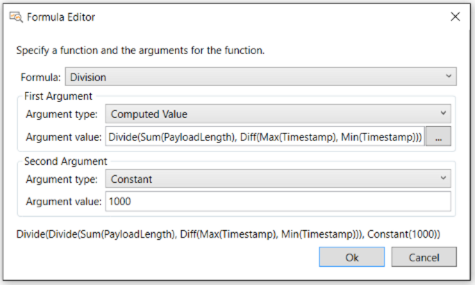 Formula Editor
Specify a function and the arguments for the function.
Formula: Division
First Argument
Argument type: Computed Value
Argument value: Divide(Sum(PayloadLength), Diff(Max(Timestamp), Min(Timestamp))) ...
Second Argument
Argument type: Constant
Argument value: 1000
Divide(Divide(Sum(PayloadLength), Diff(Max(Timestamp), Min(Timestamp))), Constant(1000))
Ok Cancel